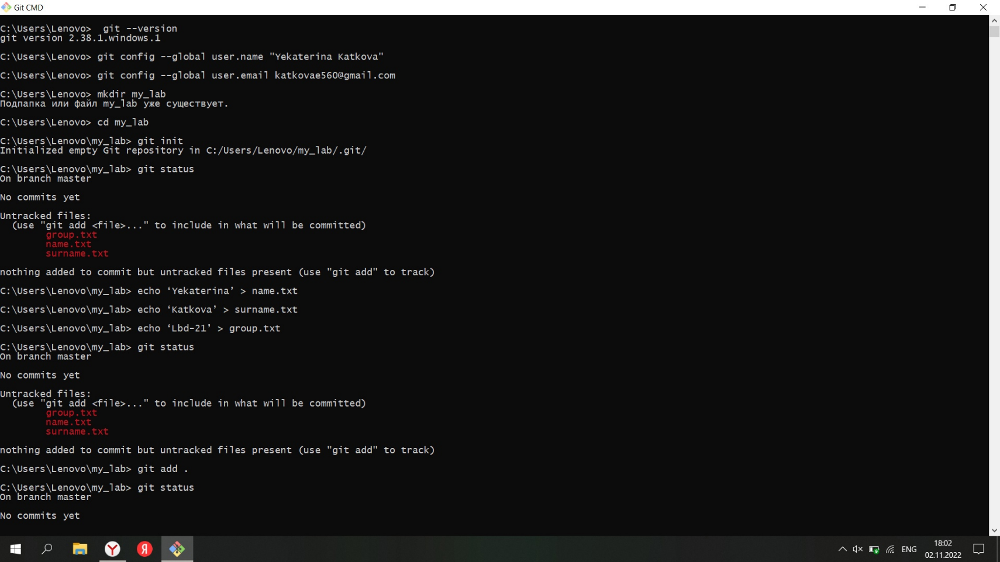 Git CMD
C:\Users\Lenovo>  git --version
git version 2.38.1.windows.1
C:\Users\Lenovo> git config --global user.name "Yekaterina Katkova"
C:\Users\Lenovo> git config --global user.email katkovae560@gmail.com
C:\Users\Lenovo> mkdir my_lab
Подпапка или файл my_lab уже существует.
C:\Users\Lenovo> cd my_lab
C:\Users\Lenovo\my_lab> git init
Initialized empty Git repository in C:/Users/Lenovo/my_lab/.git/
C:\Users\Lenovo\my_lab> git status
On branch master
No commits yet
Untracked files:
  (use "git add <file>..." to include in what will be committed)
        group.txt
        name.txt
        surname.txt
nothing added to commit but untracked files present (use "git add" to track)
C:\Users\Lenovo\my_lab> echo ‘Yekaterina’ > name.txt
C:\Users\Lenovo\my_lab> echo ‘Katkova’ > surname.txt
C:\Users\Lenovo\my_lab> echo ‘Lbd-21’ > group.txt
C:\Users\Lenovo\my_lab> git status
On branch master
No commits yet
Untracked files:
  (use "git add <file>..." to include in what will be committed)
        group.txt
        name.txt
        surname.txt
nothing added to commit but untracked files present (use "git add" to track)
C:\Users\Lenovo\my_lab> git add .
C:\Users\Lenovo\my_lab> git status
On branch master
No commits yet
Я
ENG
18:02
02.11.2022